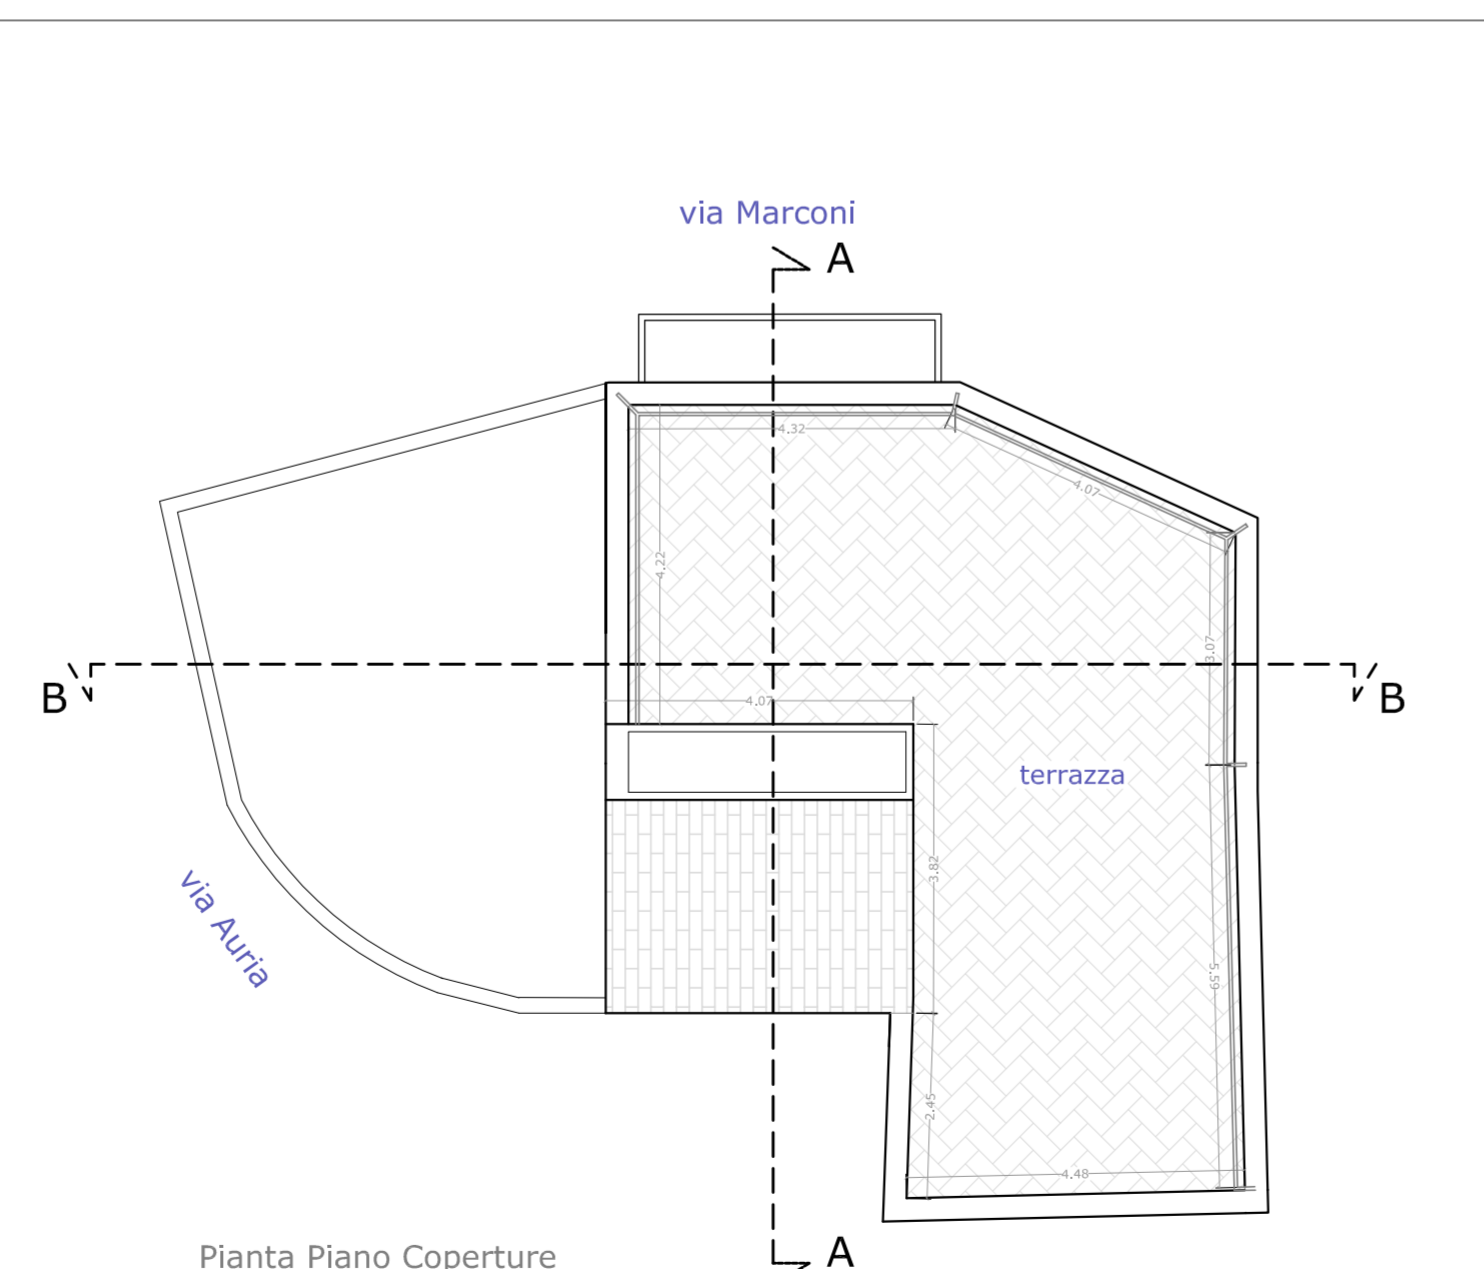 via Marconi
A
4.32
4.07
4.22
3.07
B
B
4.07
terrazza
3.82
via Auria
5.59
2.45
4.48
A
Pianta Piano Coperture